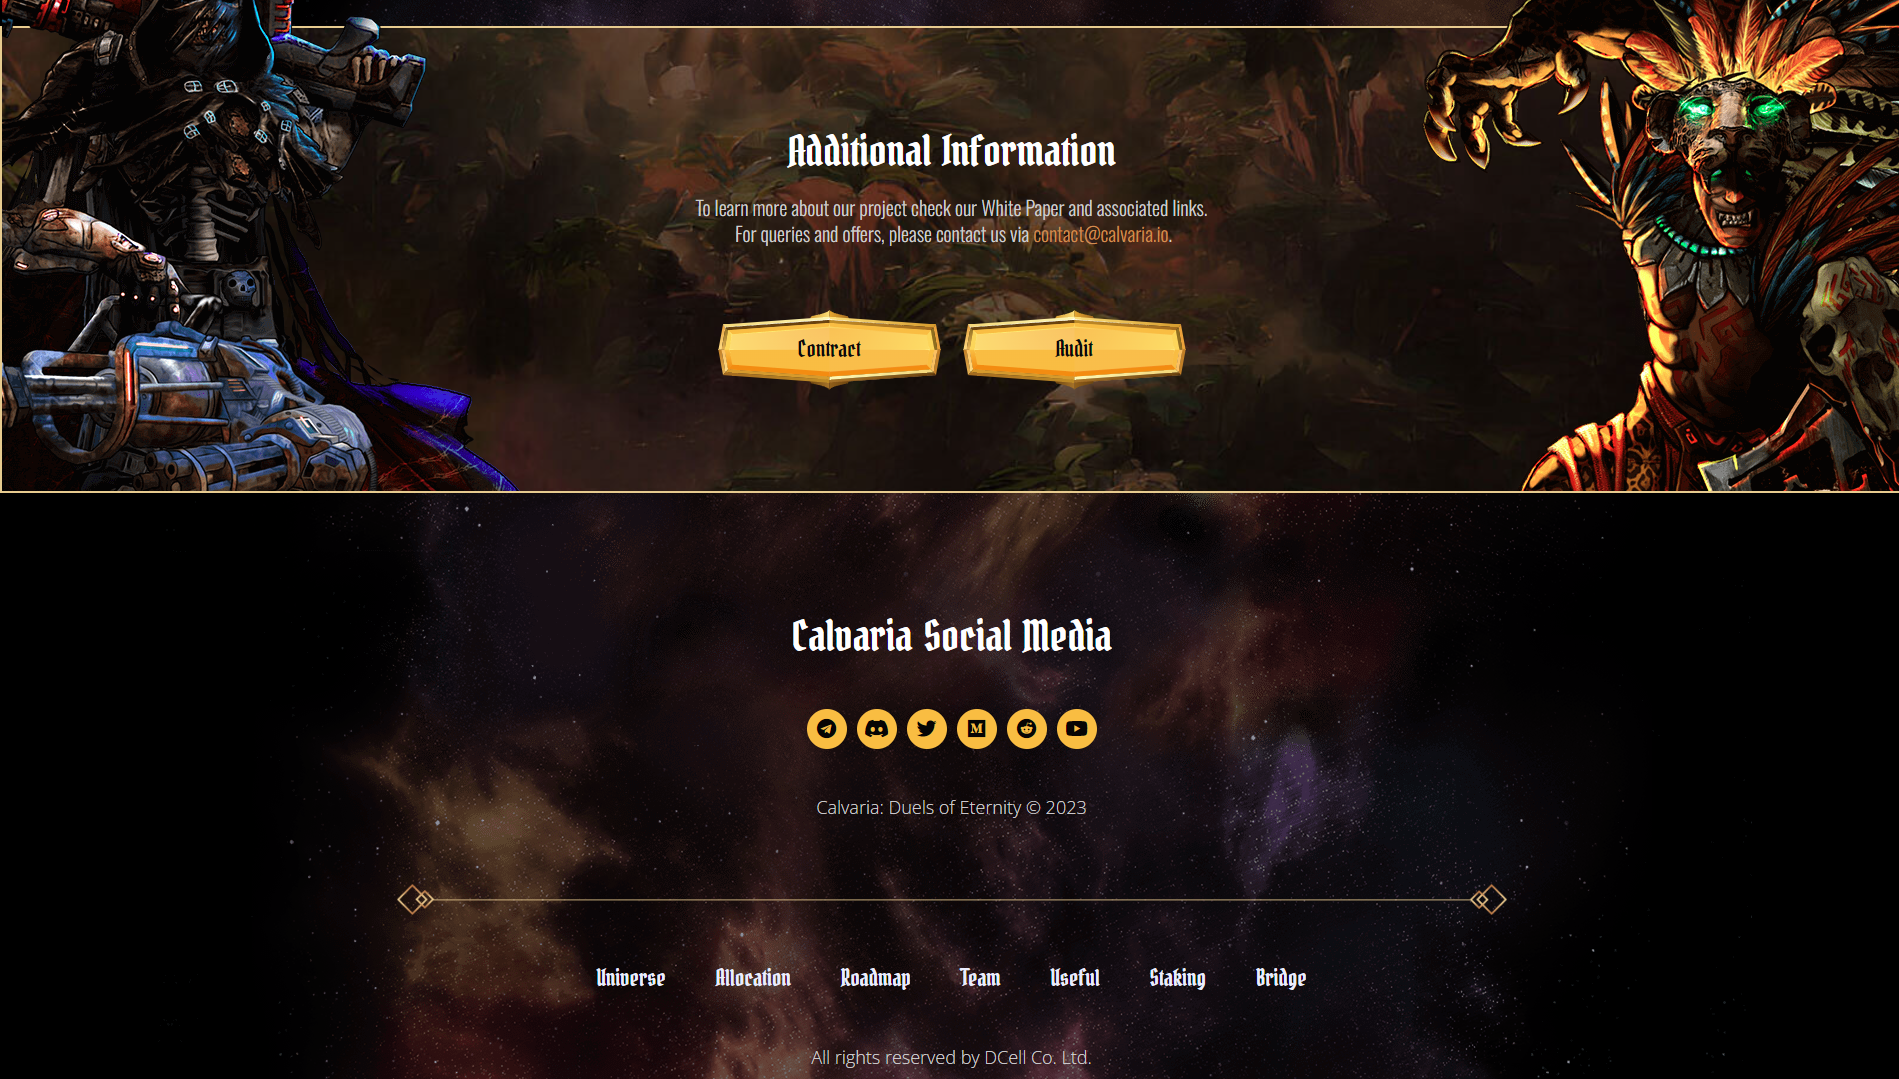 Additional Information
To learn more about our project check our White Paper and associated links.
For queries and offers, please contact us via contact@calvaria.io.
Contract
Audit
Calvaria Social Media
M
Calvaria: Duels of Eternity © 2023
Universe
Allocation
Roadmap
Team
Useful
Staking
Bridge
All rights reserved by DCell Co. Ltd.